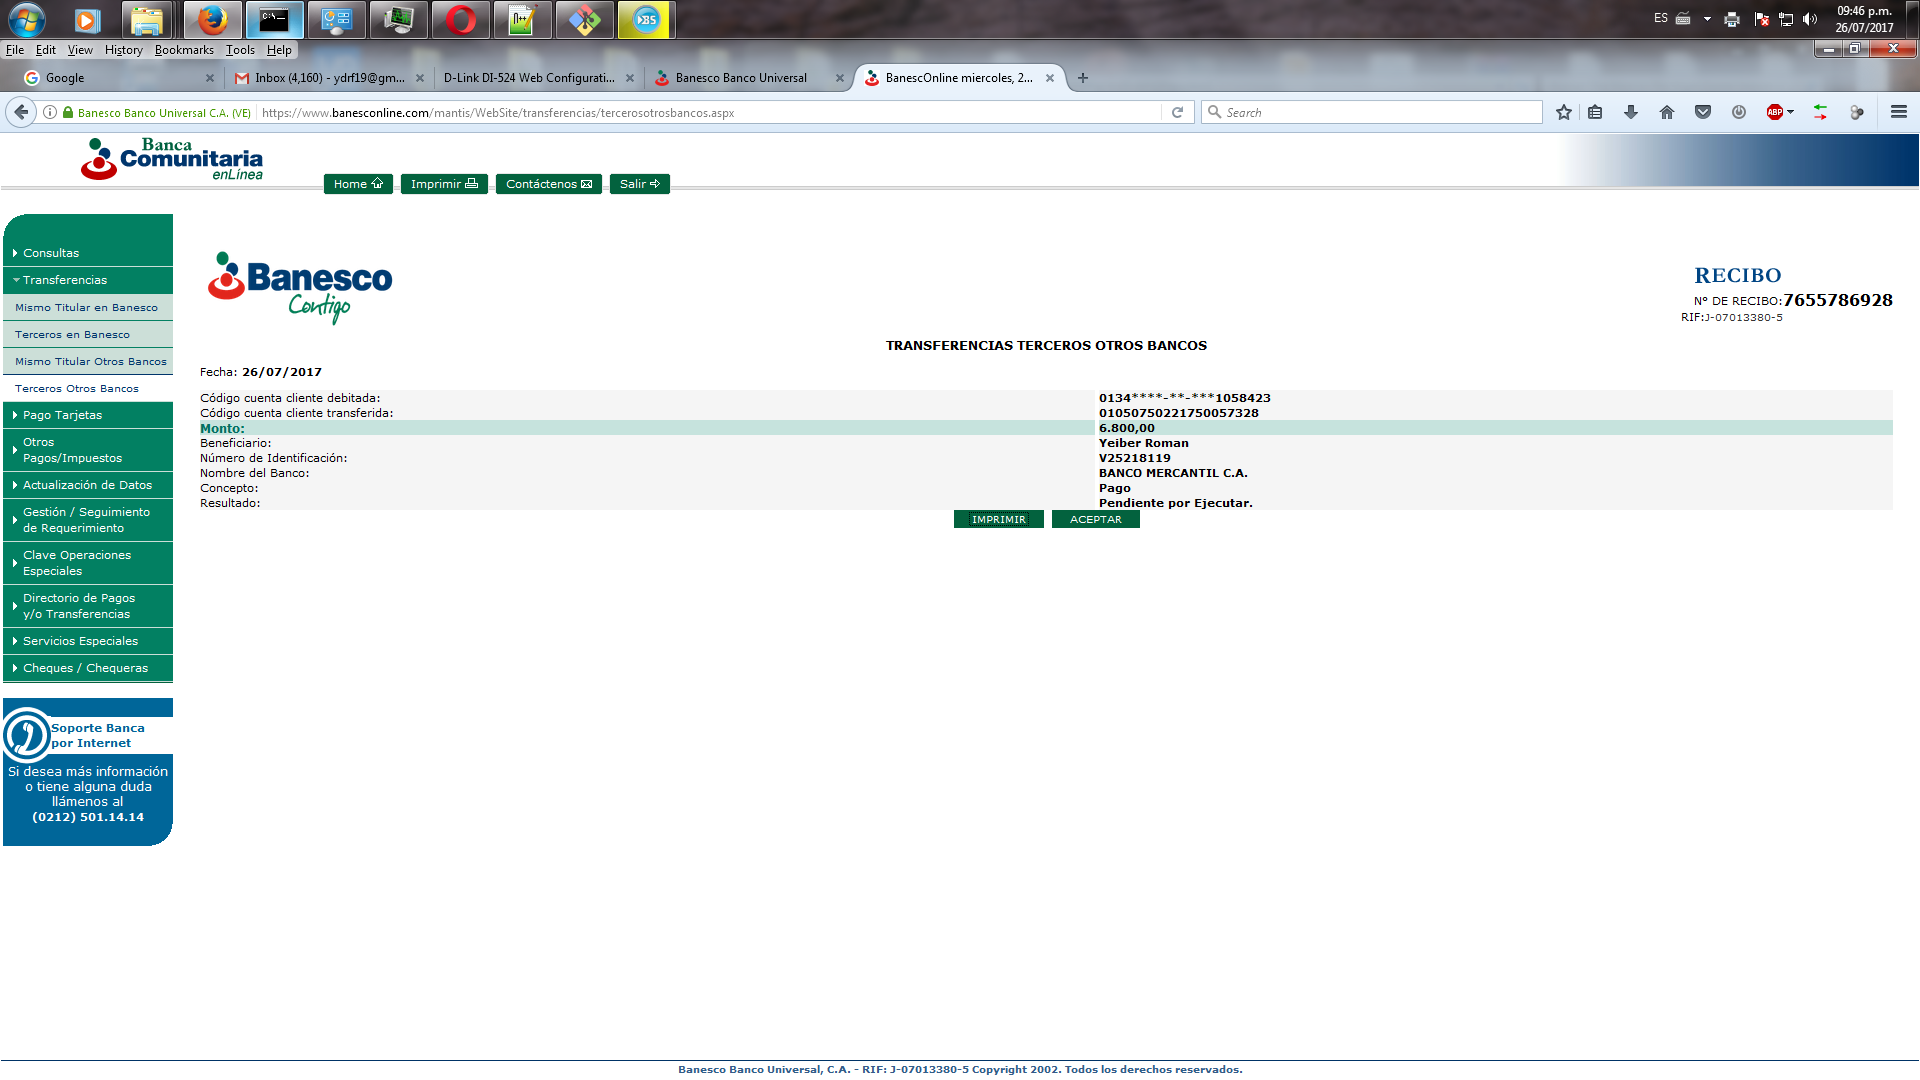 ES
09:46 p.m.
26/07/2017
File Edit View History Bookmarks Tools Help
Google
Inbox (4,160) - ydrf19@gm...
D-Link DI-524 Web Configurati...
Banesco Banco Universal
BanescOnline miercoles, 2...
Banesco Banco Universal C.A. (VE)
https://www.banesconline.com/mantis/WebSite/transferencias/tercerosotrosbancos.aspx
Search
ABP
Banca
Comunitaria
enLínea
Home
Imprimir
Contáctenos
Salir
Consultas
Transferencias
Mismo Titular en Banesco
Terceros en Banesco
Mismo Titular Otros Bancos
Terceros Otros Bancos
Pago Tarjetas
Otros
Pagos/Impuestos
Actualización de Datos
Gestión / Seguimiento
de Requerimiento
Clave Operaciones
Especiales
Directorio de Pagos
y/o Transferencias
Servicios Especiales
Cheques / Chequeras
Soporte Banca
por Internet
Si desea más información
o tiene alguna duda
llámenos al
(0212) 501.14.14
Banesco
Contigo
RECIBO
Nº DE RECIBO:7655786928
RIF:J-07013380-5
TRANSFERENCIAS TERCEROS OTROS BANCOS
Fecha: 26/07/2017
Código cuenta cliente debitada: 0134****-**-***1058423
Código cuenta cliente transferida: 01050750221750057328
Monto: 6.800,00
Beneficiario: Yeiber Roman
Número de Identificación: V25218119
Nombre del Banco: BANCO MERCANTIL C.A.
Concepto: Pago
Resultado: Pendiente por Ejecutar.
IMPRIMIR ACEPTAR
Banesco Banco Universal, C.A. - RIF: J-07013380-5 Copyright 2002. Todos los derechos reservados.